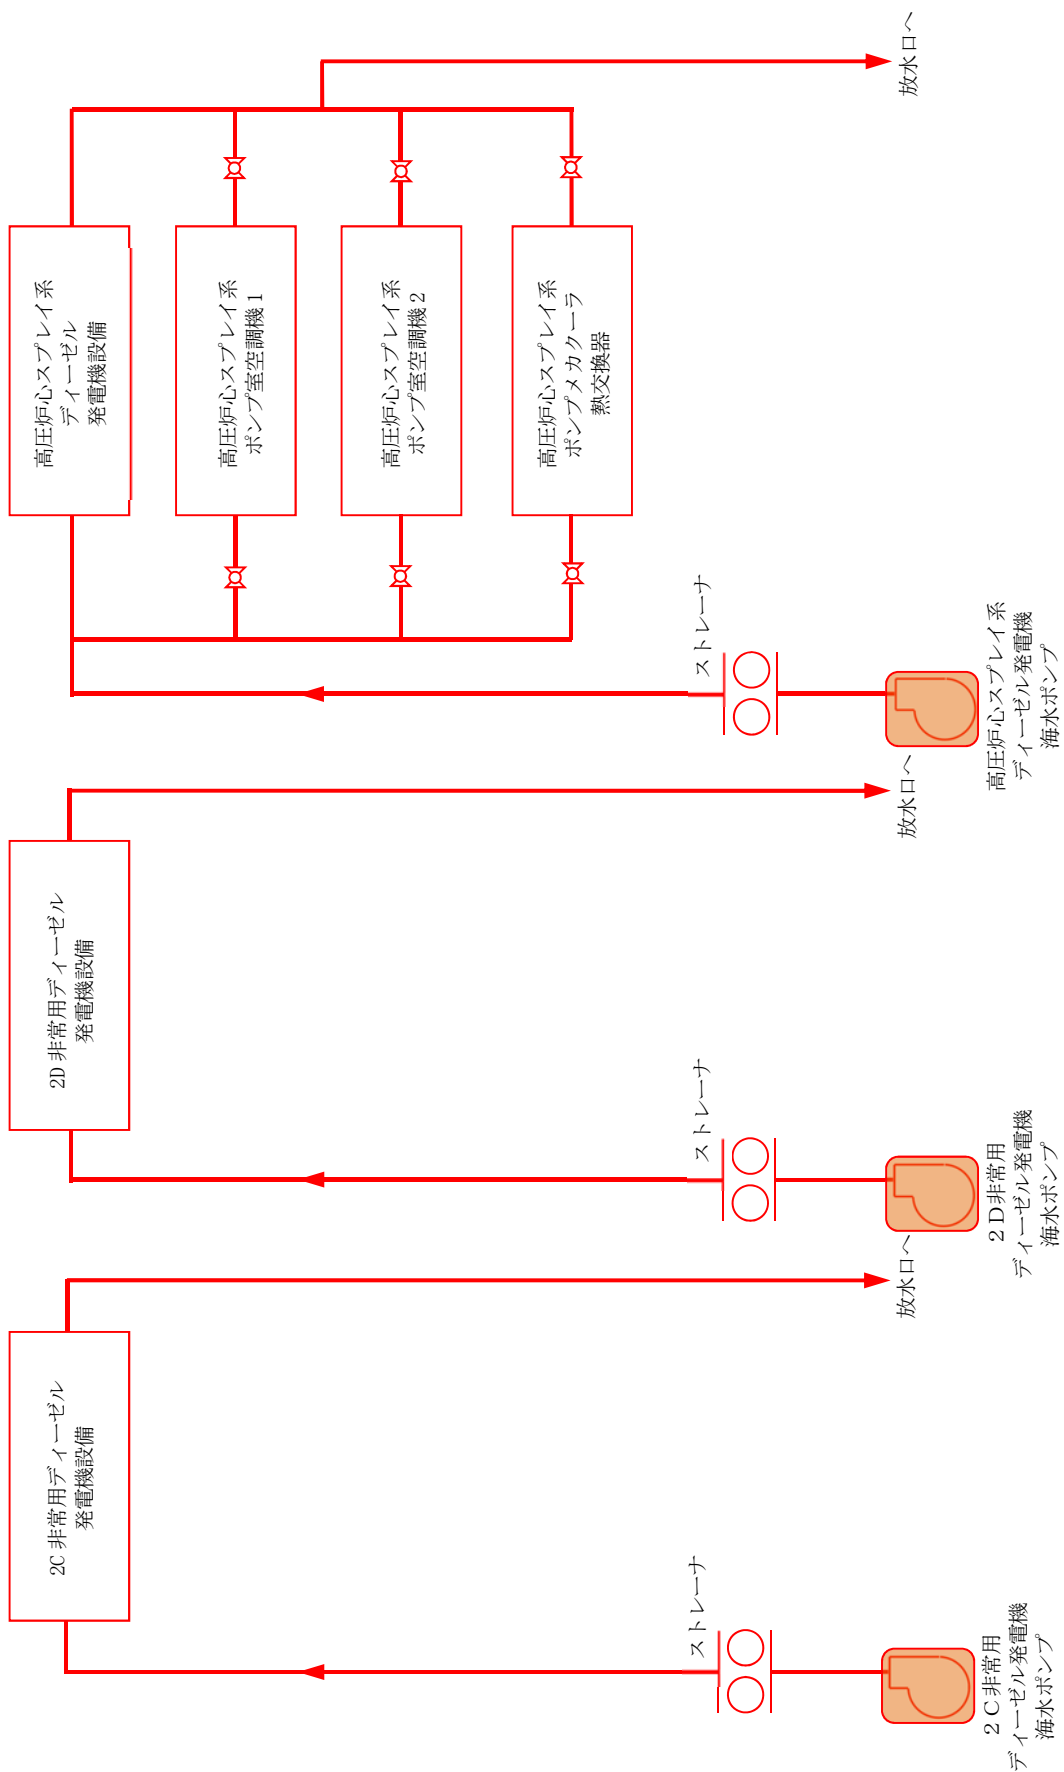 2C 非常用ディーゼル
発電機設備
ストレーナ
２Ｃ非常用
ディーゼル発電機
海水ポンプ
放水口へ
2D 非常用ディーゼル
発電機設備
ストレーナ
２Ｄ非常用
ディーゼル発電機
海水ポンプ
放水口へ
高圧炉心スプレイ系
ディーゼル
発電機設備
高圧炉心スプレイ系
ポンプ室空調機１
高圧炉心スプレイ系
ポンプ室空調機２
高圧炉心スプレイ系
ポンプメカクーラ
熱交換器
ストレーナ
高圧炉心スプレイ系
ディーゼル発電機
海水ポンプ
放水口へ